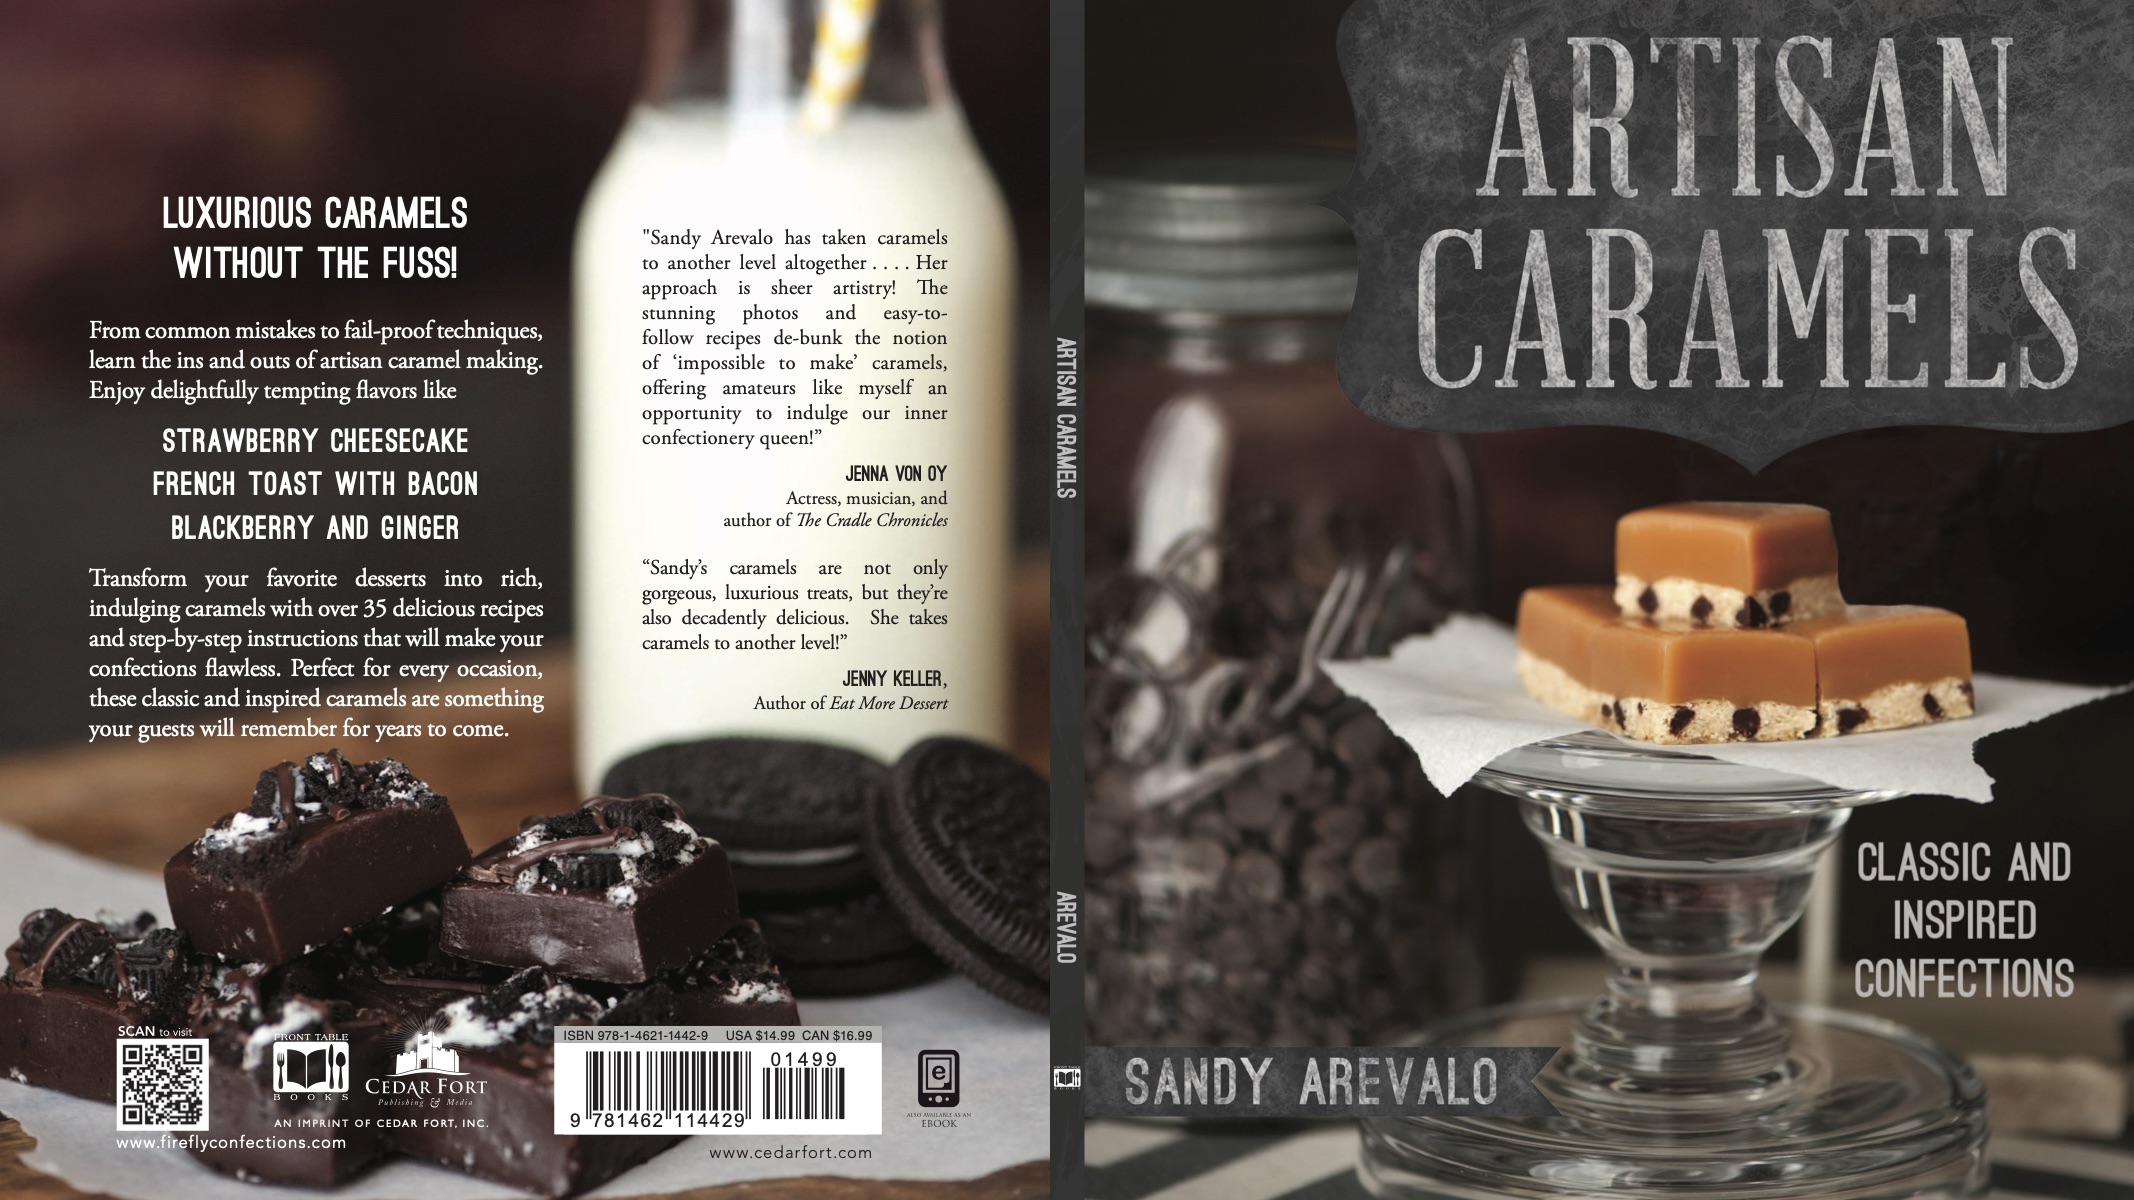 LUXURIOUS CARAMELS
WITHOUT THE FUSS!
From common mistakes to fail-proof techniques,
learn the ins and outs of artisan caramel making.
Enjoy delightfully tempting flavors like
STRAWBERRY CHEESECAKE
FRENCH TOAST WITH BACON
BLACKBERRY AND GINGER
Transform your favorite desserts into rich,
indulging caramels with over 35 delicious recipes
and step-by-step instructions that will make your
confections flawless. Perfect for every occasion,
these classic and inspired caramels are something
your guests will remember for years to come.
SCAN to visit
www.fireflyconfections.com
FRONT TABLE
BOOKS
CEDAR FORT
Publishing & Media
AN IMPRINT OF CEDAR FORT, INC.
"Sandy Arevalo has taken caramels
to another level altogether . . . . Her
approach is sheer artistry! The
stunning photos and easy-to-
follow recipes de-bunk the notion
of ‘impossible to make’ caramels,
offering amateurs like myself an
opportunity to indulge our inner
confectionery queen!”
JENNA VON OY
Actress, musician, and
author of The Cradle Chronicles
“Sandy’s caramels are not only
gorgeous, luxurious treats, but they’re
also decadently delicious. She takes
caramels to another level!”
JENNY KELLER,
Author of Eat More Dessert
ISBN 978-1-4621-1442-9 USA $14.99 CAN $16.99
01499
9 781462 114429
www.cedarfort.com
e
ALSO AVAILABLE AS AN
EBOOK
ARTISAN CARAMELS
AREVALO
ARTISAN
CARAMELS
CLASSIC AND
INSPIRED
CONFECTIONS
SANDY AREVALO